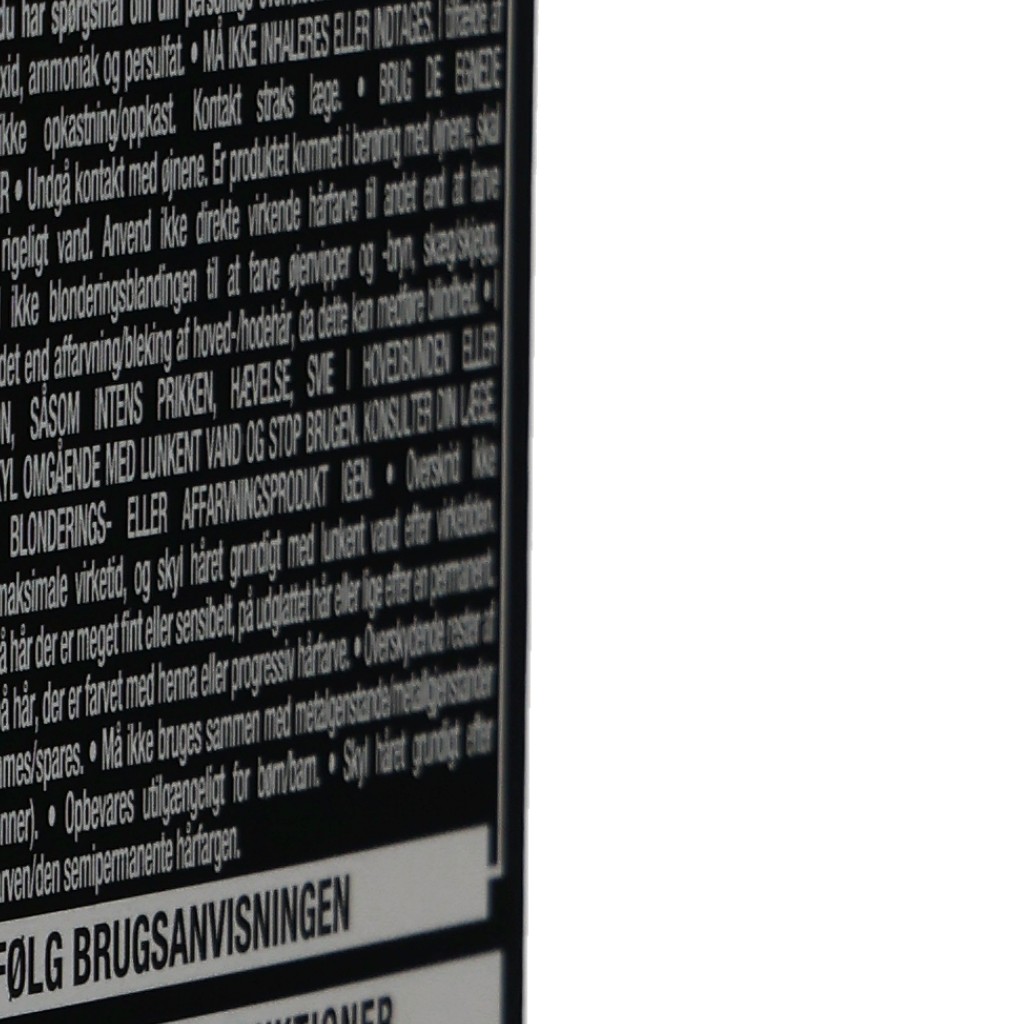 du har spørgsmål om din personlige
xid, ammoniak og persulfat. • MÅ IKKE INHALERES ELLER INDTAGES. I tilfælde af
ikke opkastning/oppkast. Kontakt straks læge. • BRUG DE EGNEDE
R • Undgå kontakt med øjnene. Er produktet kommet i berøring med øjnene, skal
rigeligt vand. Anvend ikke direkte virkende hårfarve til andet end at farve
ikke blonderingsblandingen til at farve øjenvipper og -bryn, skæg/skjegg,
det end affarvning/bleking af hoved-/hodehår, da dette kan medføre blindhed. • I
N, SÅSOM INTENS PRIKKEN, HÆVELSE, SVIE I HOVEDBUNDEN ELLER
YL OMGÅENDE MED LUNKENT VAND OG STOP BRUGEN. KONSULTER DIN LÆGE,
BLONDERINGS- ELLER AFFARVNINGSPRODUKT IGEN. • Overskrid ikke
maksimale virketid, og skyl håret grundigt med lunkent vand efter virketiden.
å hår der er meget fint eller sensibelt, på udglattet hår eller lige efter en permanent.
å hår, der er farvet med henna eller progressiv hårfarve. • Overskydende rester af
mmes/spares. • Må ikke bruges sammen med metalgenstande/metallgjenstander
nner). • Opbevares utilgængeligt for børn/barn. • Skyl håret grundigt efter
rven/den semipermanente hårfargen.
FØLG BRUGSANVISNINGEN